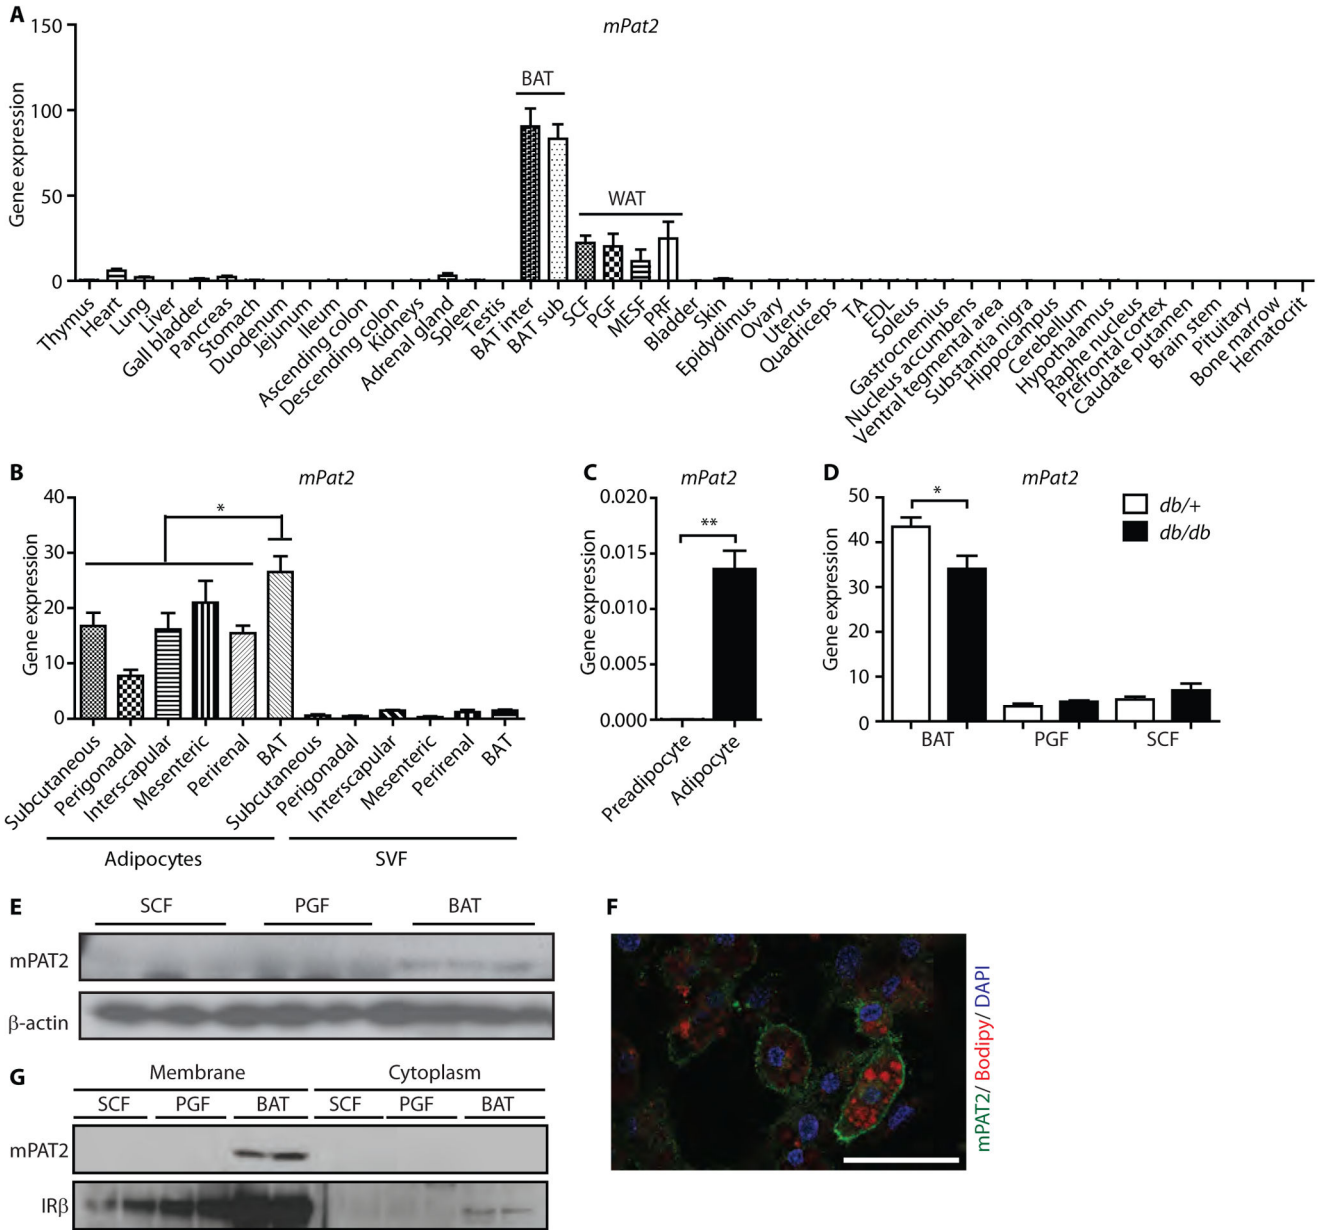 A
mPat2
Gene expression
150
100
50
0
BAT
WAT
Thymus
Heart
Lung
Liver
Gall bladder
Pancreas
Stomach
Duodenum
Jejunum
Ileum
Ascending colon
Descending colon
Kidneys
Adrenal gland
Spleen
Testis
BAT inter
BAT sub
SCF
PGF
MESF
PRF
Bladder
Skin
Epidydimus
Ovary
Uterus
Quadriceps
TA
EDL
Soleus
Gastrocnemius
Nucleus accumbens
Ventral tegmental area
Substantia nigra
Hippocampus
Cerebellum
Hypothalamus
Raphe nucleus
Prefrontal cortex
Caudate putamen
Brain stem
Pituitary
Bone marrow
Hematocrit
B
mPat2
Gene expression
40
30
20
10
0
*
Subcutaneous
Perigonadal
Interscapular
Mesenteric
Perirenal
BAT
Subcutaneous
Perigonadal
Interscapular
Mesenteric
Perirenal
BAT
Adipocytes
SVF
C
mPat2
Gene expression
0.020
0.015
0.010
0.005
0.000
**
Preadipocyte
Adipocyte
D
mPat2
Gene expression
50
40
30
20
10
0
*
db/+
db/db
BAT
PGF
SCF
E
SCF
PGF
BAT
mPAT2
β-actin
F
mPAT2/ Bodipy/ DAPI
G
Membrane
Cytoplasm
SCF
PGF
BAT
SCF
PGF
BAT
mPAT2
IRβ